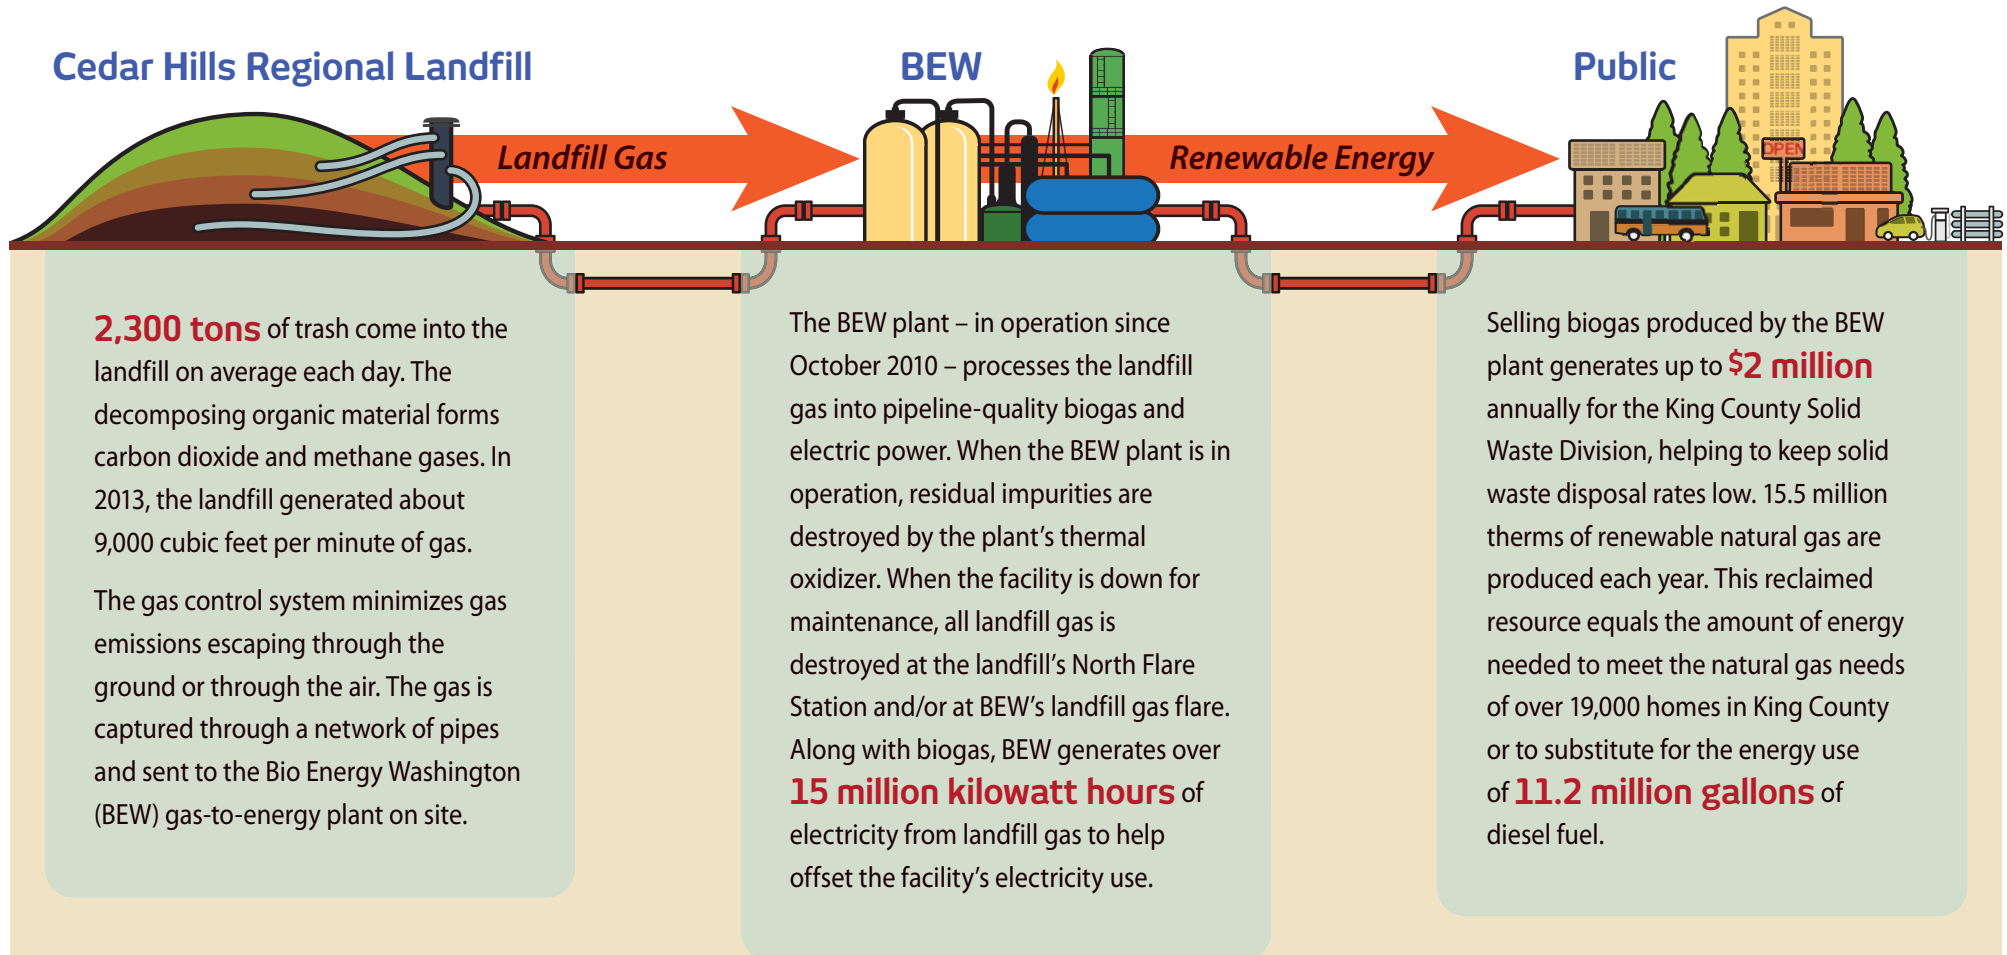 Cedar Hills Regional Landfill
BEW
Public
Landfill Gas
Renewable Energy
OPEN
2,300 tons of trash come into the
landfill on average each day. The
decomposing organic material forms
carbon dioxide and methane gases. In
2013, the landfill generated about
9,000 cubic feet per minute of gas.
The gas control system minimizes gas
emissions escaping through the
ground or through the air. The gas is
captured through a network of pipes
and sent to the Bio Energy Washington
(BEW) gas-to-energy plant on site.
The BEW plant – in operation since
October 2010 – processes the landfill
gas into pipeline-quality biogas and
electric power. When the BEW plant is in
operation, residual impurities are
destroyed by the plant’s thermal
oxidizer. When the facility is down for
maintenance, all landfill gas is
destroyed at the landfill’s North Flare
Station and/or at BEW’s landfill gas flare.
Along with biogas, BEW generates over
15 million kilowatt hours of
electricity from landfill gas to help
offset the facility’s electricity use.
Selling biogas produced by the BEW
plant generates up to $2 million
annually for the King County Solid
Waste Division, helping to keep solid
waste disposal rates low. 15.5 million
therms of renewable natural gas are
produced each year. This reclaimed
resource equals the amount of energy
needed to meet the natural gas needs
of over 19,000 homes in King County
or to substitute for the energy use
of 11.2 million gallons of
diesel fuel.